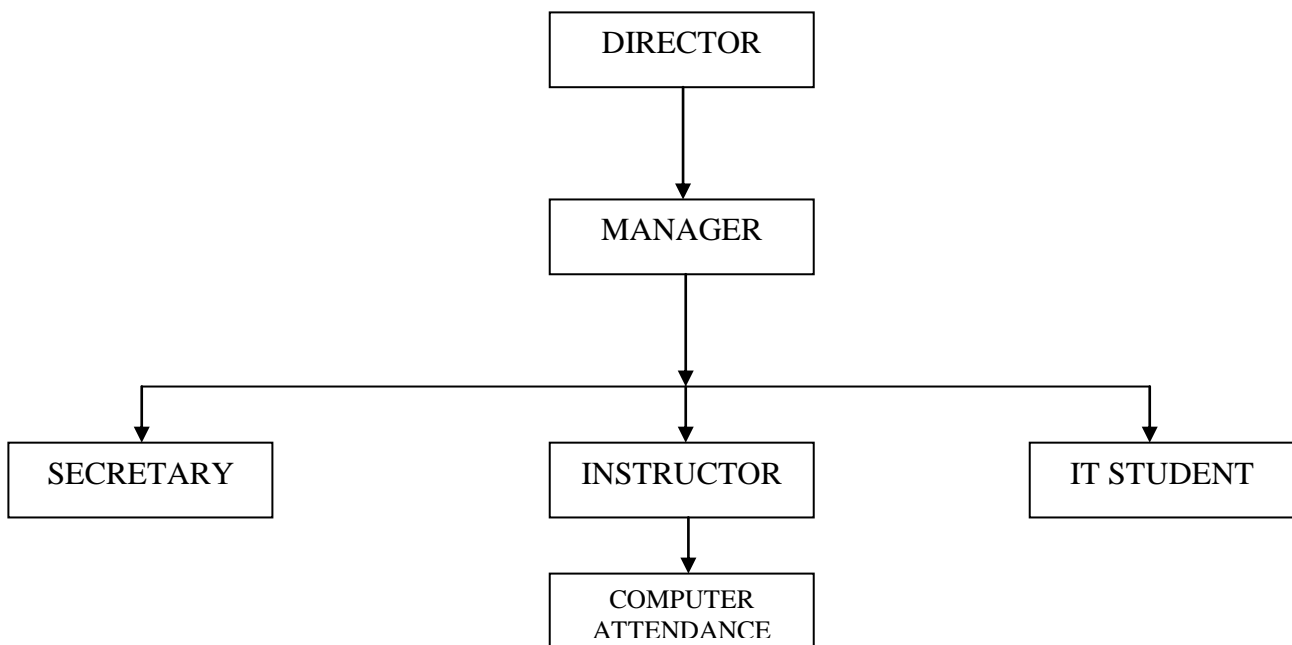 DIRECTOR
MANAGER
SECRETARY
INSTRUCTOR
IT STUDENT
COMPUTER
ATTENDANCE